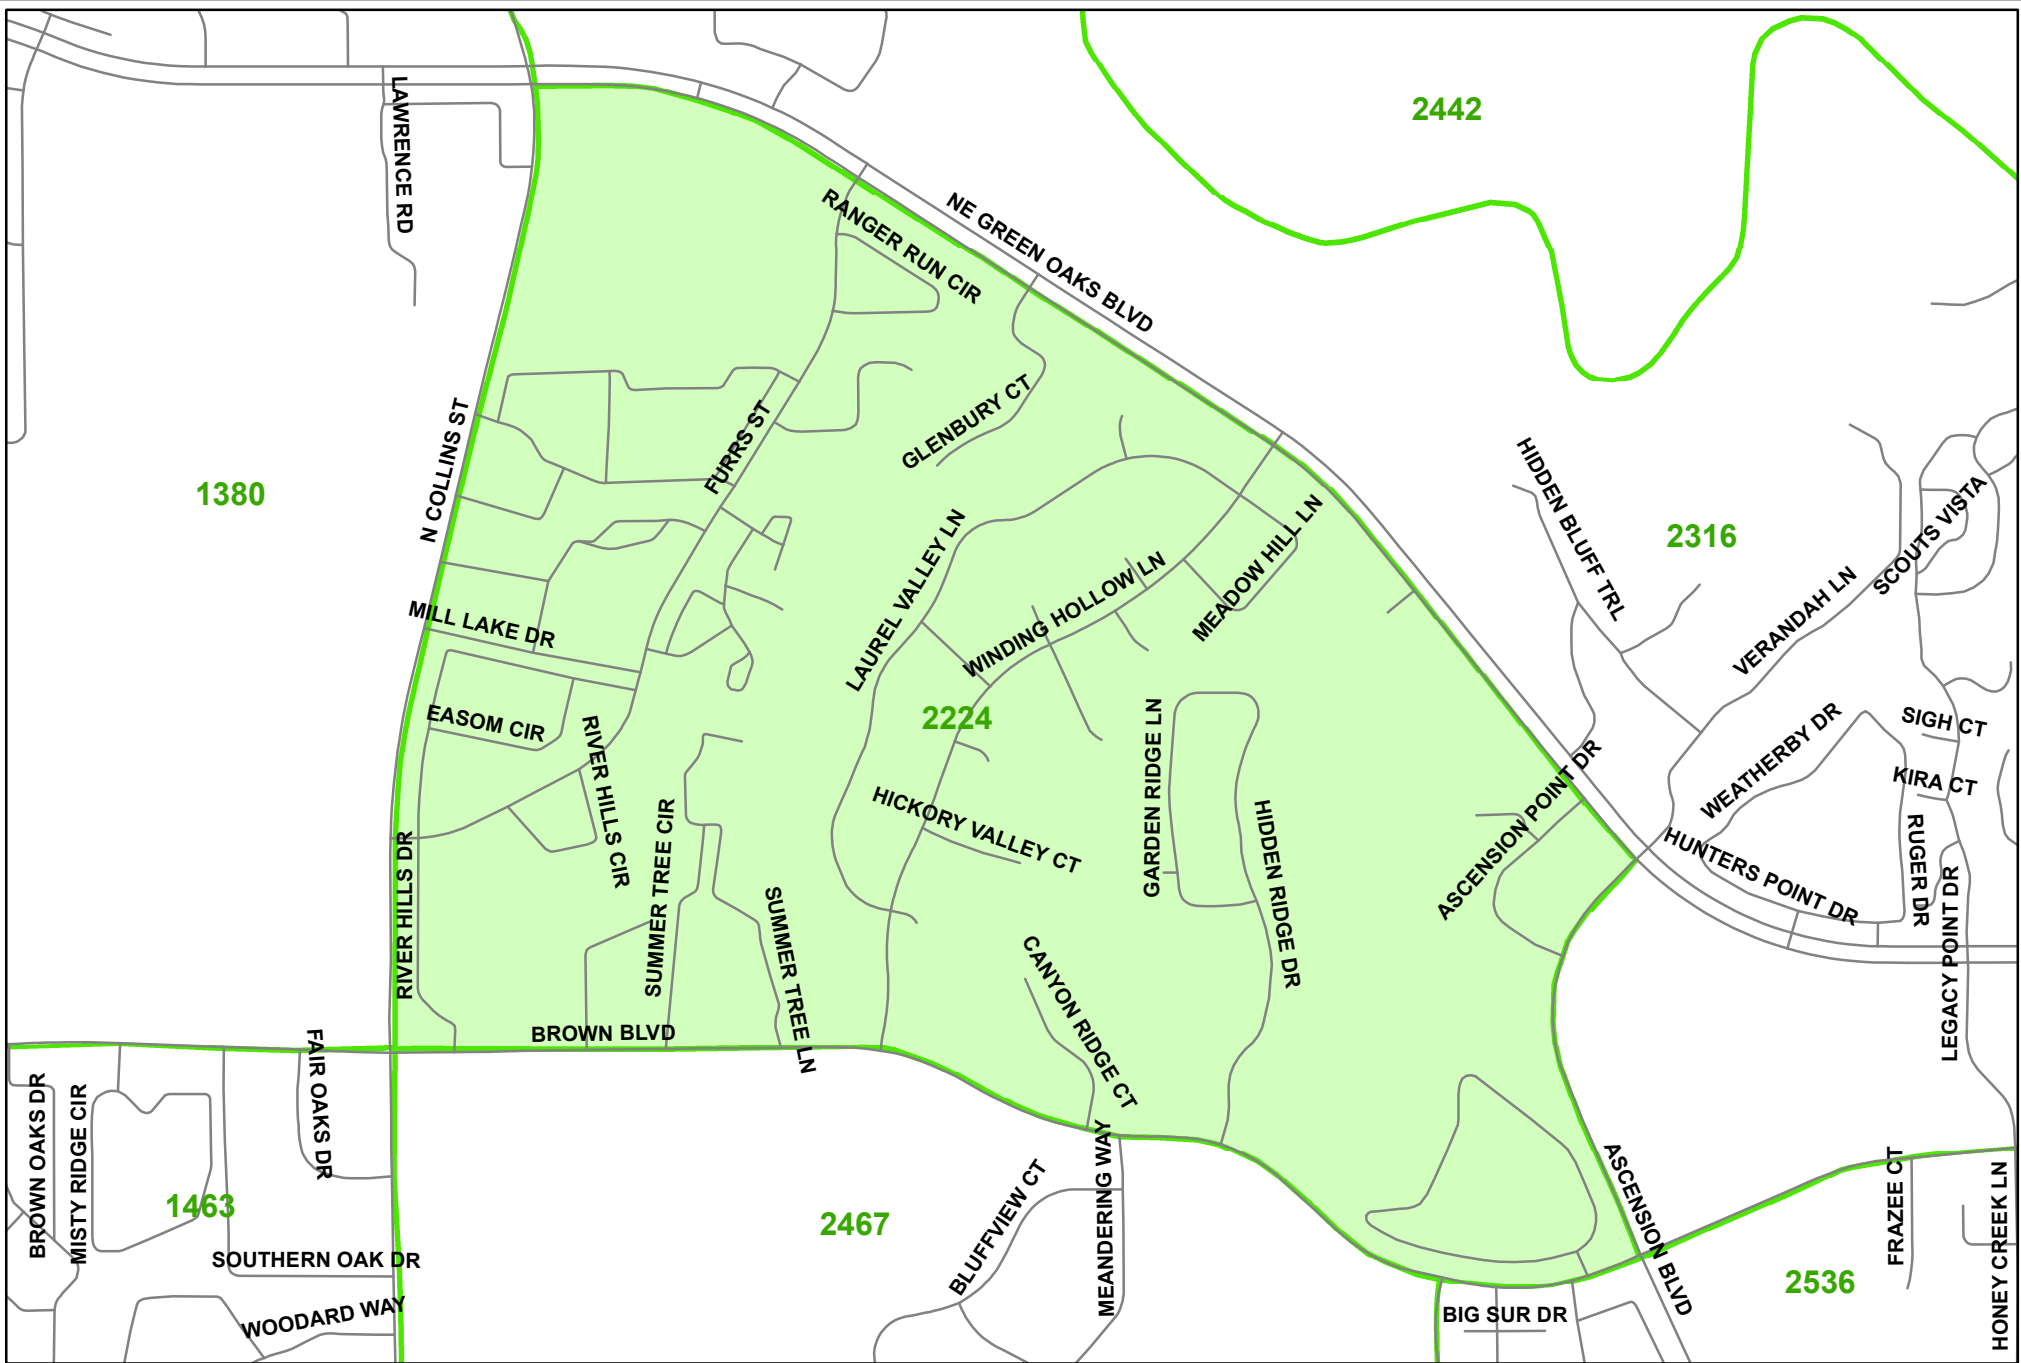 2442
LAWRENCE RD
RANGER RUN CIR
NE GREEN OAKS BLVD
GLENBURY CT
N COLLINS ST
FURRS ST
1380
HIDDEN BLUFF TRL
2316
SCOUTS VISTA
VERANDAH LN
LAUREL VALLEY LN
WINDING HOLLOW LN
MEADOW HILL LN
MILL LAKE DR
EASOM CIR
RIVER HILLS CIR
2224
GARDEN RIDGE LN
ASCENSION POINT DR
WEATHERBY DR
SIGH CT
KIRA CT
HICKORY VALLEY CT
HIDDEN RIDGE DR
RIVER HILLS DR
SUMMER TREE CIR
SUMMER TREE LN
HUNTERS POINT DR
RUGER DR
LEGACY POINT DR
CANYON RIDGE CT
BROWN BLVD
FAIR OAKS DR
BROWN OAKS DR
MISTY RIDGE CIR
1463
2467
BLUFFVIEW CT
MEANDERING WAY
ASCENSION BLVD
FRAZEE CT
HONEY CREEK LN
SOUTHERN OAK DR
WOODARD WAY
BIG SUR DR
2536